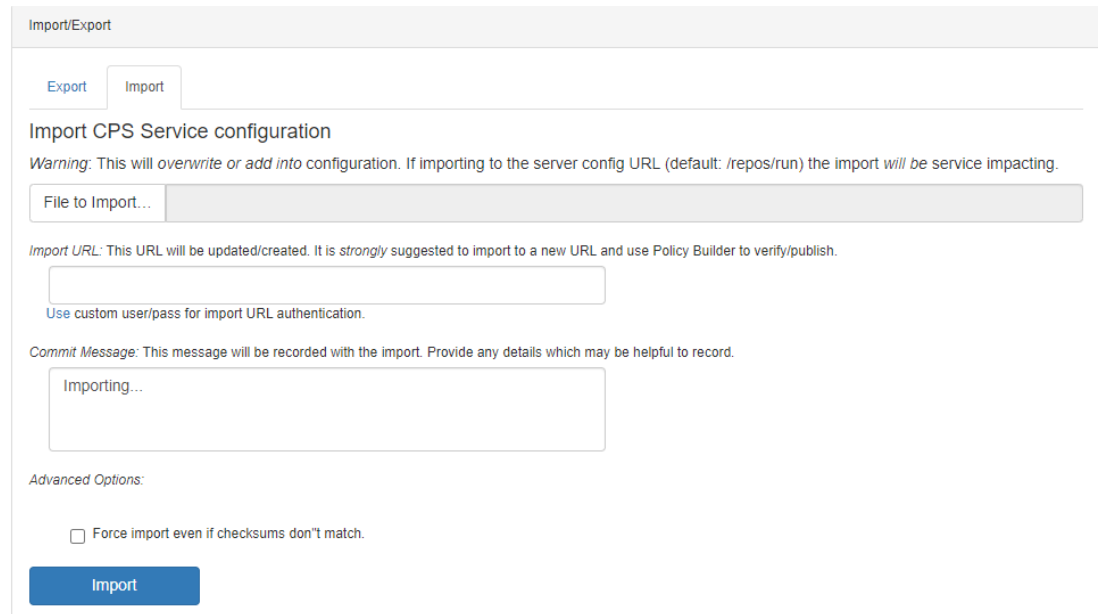 Import/Export
Export
Import
Import CPS Service configuration
Warning: This will overwrite or add into configuration. If importing to the server config URL (default: /repos/run) the import will be service impacting.
File to Import...
Import URL: This URL will be updated/created. It is strongly suggested to import to a new URL and use Policy Builder to verify/publish.
Use custom user/pass for import URL authentication.
Commit Message: This message will be recorded with the import. Provide any details which may be helpful to record.
Importing...
Advanced Options:
Force import even if checksums don"t match.
Import